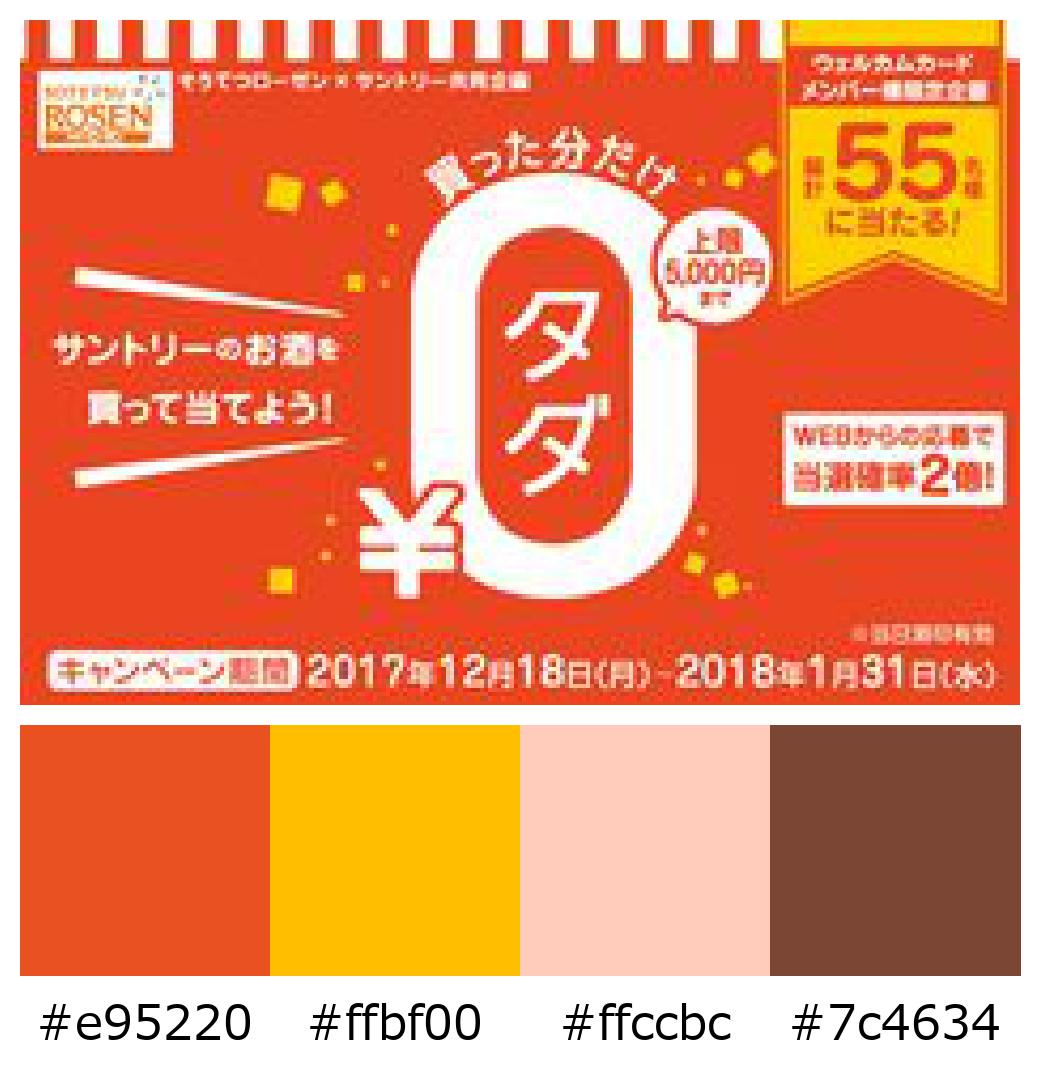 SOTETSU
ROSEN
そうてつローゼン×サントリー共同企画
ウェルカムカード
メンバー様限定企画
総計55名様
に当たる!
買った分だけ
¥0
タダ
上限
5,000円
まで
サントリーのお酒を
買って当てよう!
WEBからの応募で
当選確率2倍!
※当日消印有効
キャンペーン期間 2017年12月18日(月)~2018年1月31日(水)
#e95220 #ffbf00 #ffccbc #7c4634